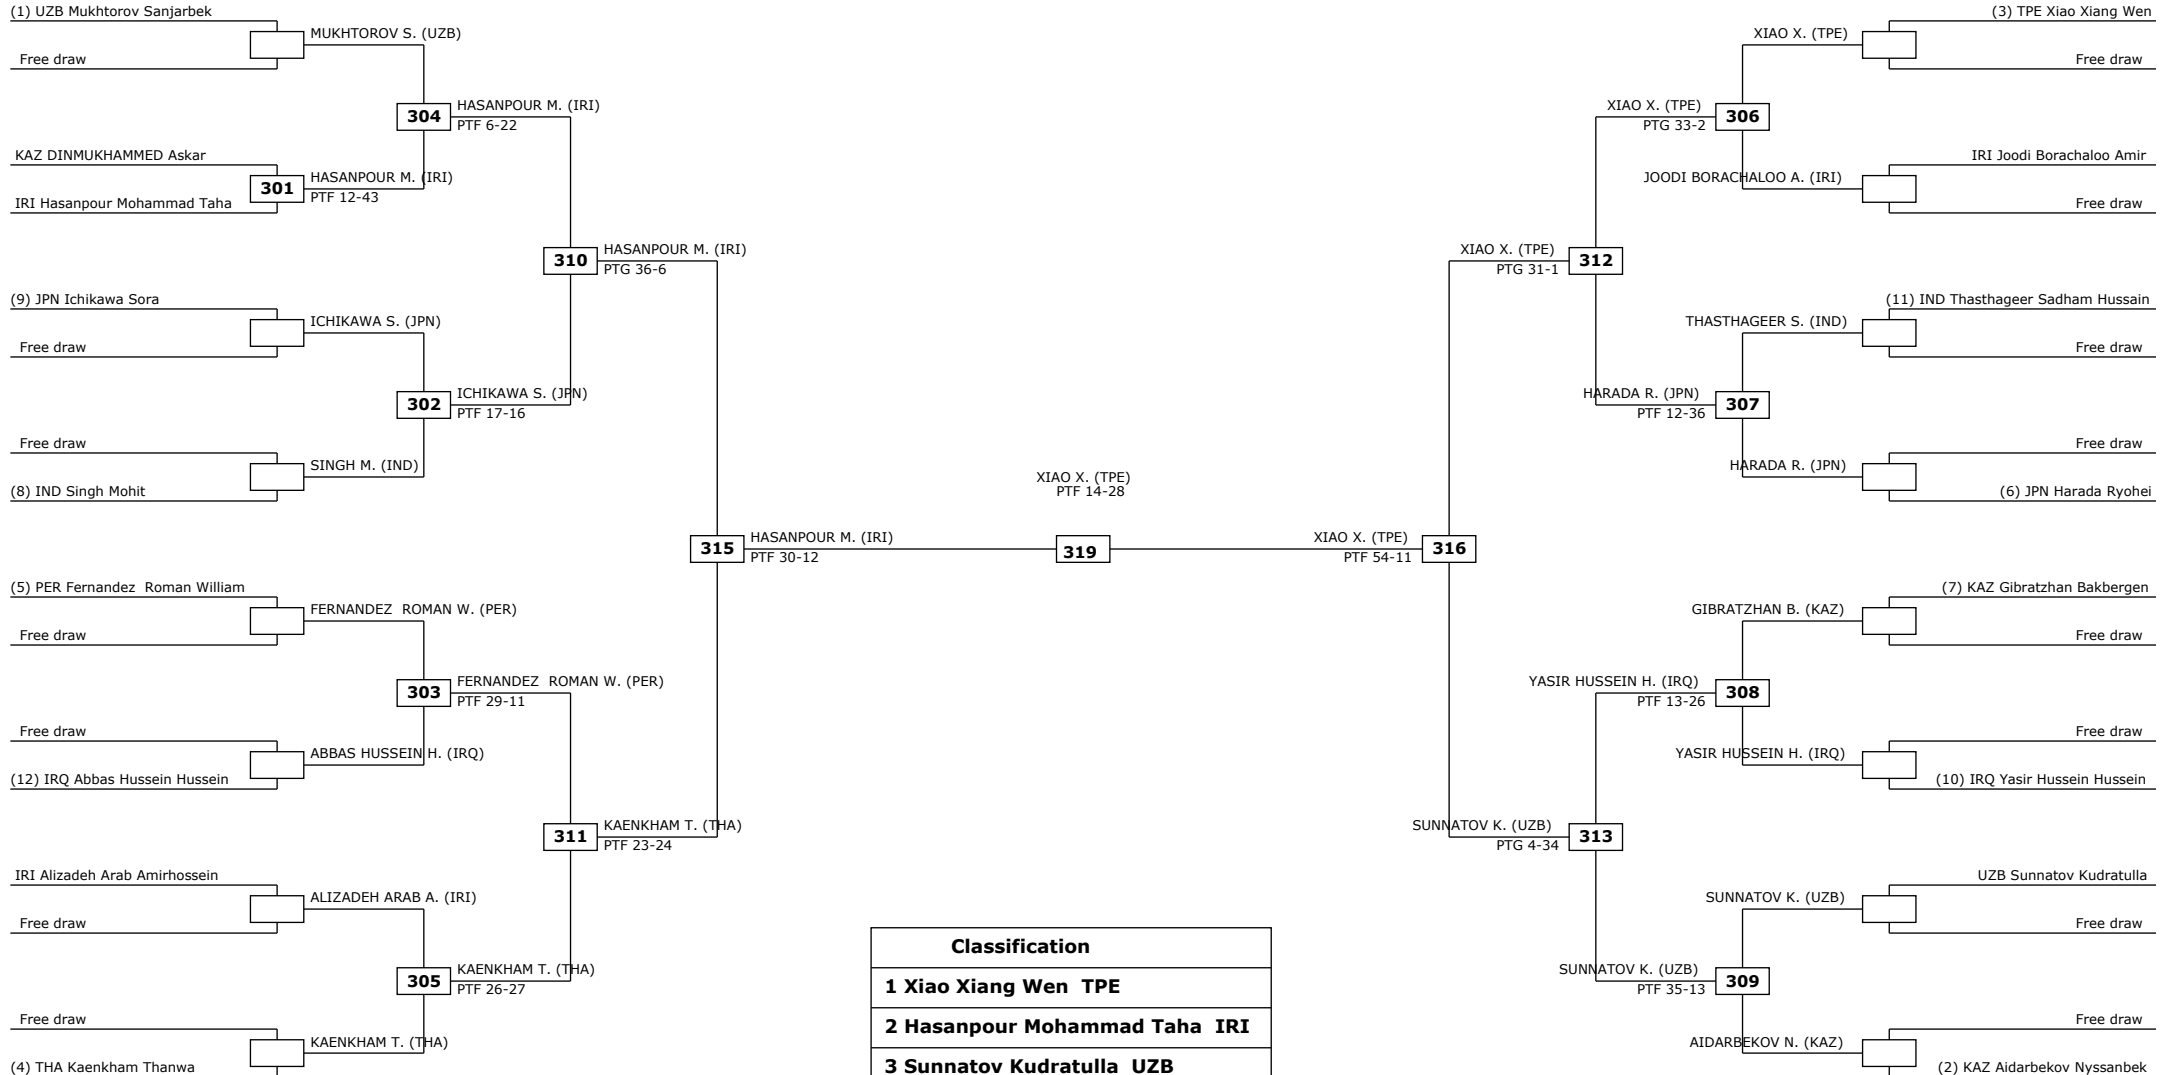 (1) UZB Mukhtorov Sanjarbek
MUKHTOROV S. (UZB)
Free draw
304
HASANPOUR M. (IRI)
PTF 6-22
KAZ DINMUKHAMMED Askar
301
HASANPOUR M. (IRI)
PTF 12-43
IRI Hasanpour Mohammad Taha
310
HASANPOUR M. (IRI)
PTG 36-6
(9) JPN Ichikawa Sora
ICHIKAWA S. (JPN)
Free draw
302
ICHIKAWA S. (JPN)
PTF 17-16
Free draw
SINGH M. (IND)
(8) IND Singh Mohit
315
HASANPOUR M. (IRI)
PTF 30-12
(5) PER Fernandez  Roman William
FERNANDEZ  ROMAN W. (PER)
Free draw
303
FERNANDEZ  ROMAN W. (PER)
PTF 29-11
Free draw
ABBAS HUSSEIN H. (IRQ)
(12) IRQ Abbas Hussein Hussein
311
KAENKHAM T. (THA)
PTF 23-24
IRI Alizadeh Arab Amirhossein
ALIZADEH ARAB A. (IRI)
Free draw
305
KAENKHAM T. (THA)
PTF 26-27
Free draw
KAENKHAM T. (THA)
(4) THA Kaenkham Thanwa
XIAO X. (TPE)
PTF 14-28
319
Classification
1 Xiao Xiang Wen  TPE
2 Hasanpour Mohammad Taha  IRI
3 Sunnatov Kudratulla  UZB
(3) TPE Xiao Xiang Wen
XIAO X. (TPE)
Free draw
XIAO X. (TPE)
PTG 33-2
306
IRI Joodi Borachaloo Amir
JOODI BORACHALOO A. (IRI)
Free draw
XIAO X. (TPE)
PTG 31-1
312
(11) IND Thasthageer Sadham Hussain
THASTHAGEER S. (IND)
Free draw
HARADA R. (JPN)
PTF 12-36
307
Free draw
HARADA R. (JPN)
(6) JPN Harada Ryohei
XIAO X. (TPE)
PTF 54-11
316
(7) KAZ Gibratzhan Bakbergen
GIBRATZHAN B. (KAZ)
Free draw
YASIR HUSSEIN H. (IRQ)
PTF 13-26
308
Free draw
YASIR HUSSEIN H. (IRQ)
(10) IRQ Yasir Hussein Hussein
SUNNATOV K. (UZB)
PTG 4-34
313
UZB Sunnatov Kudratulla
SUNNATOV K. (UZB)
Free draw
SUNNATOV K. (UZB)
PTF 35-13
309
Free draw
AIDARBEKOV N. (KAZ)
(2) KAZ Aidarbekov Nyssanbek